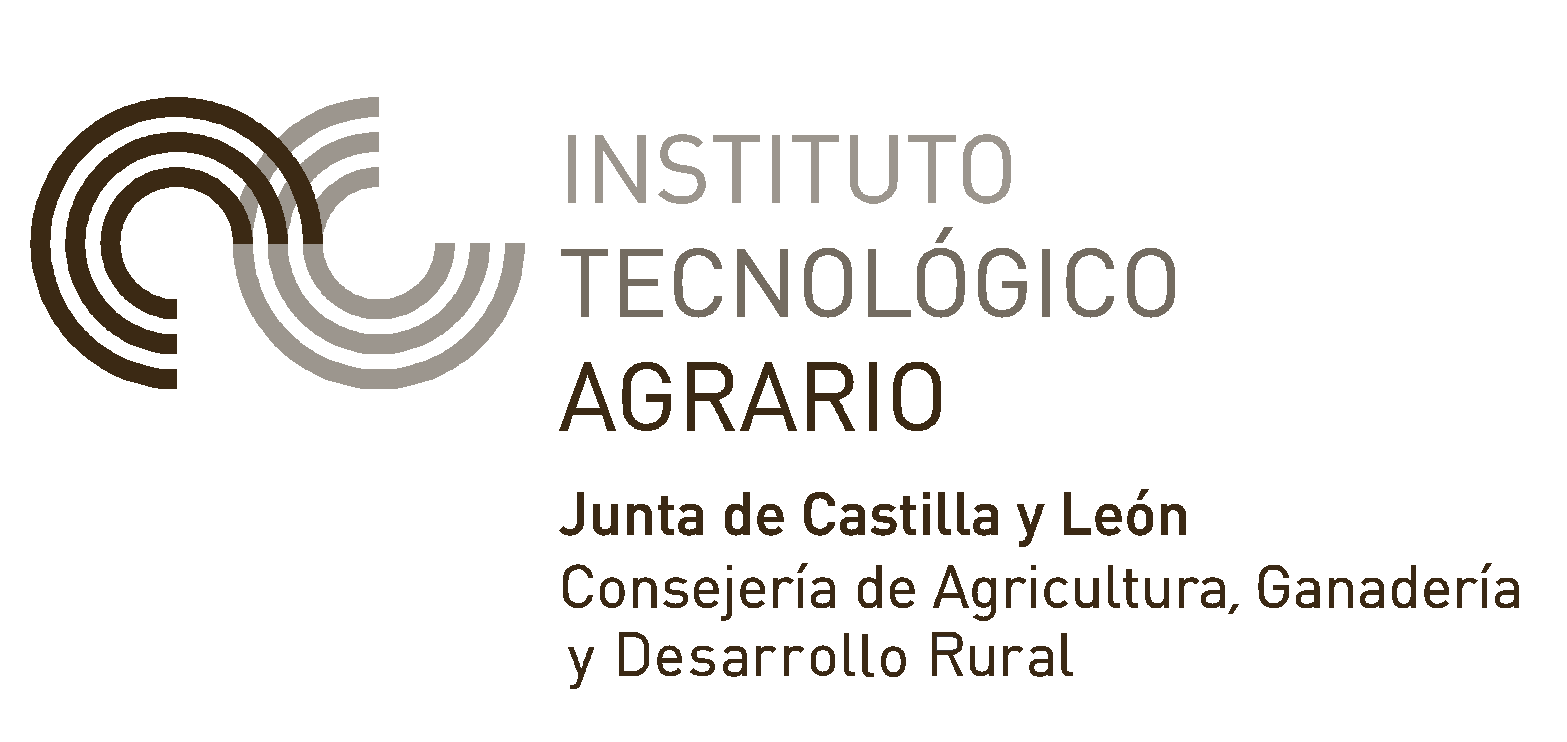 INSTITUTO
TECNOLÓGICO
AGRARIO
Junta de Castilla y León
Consejería de Agricultura, Ganadería
y Desarrollo Rural